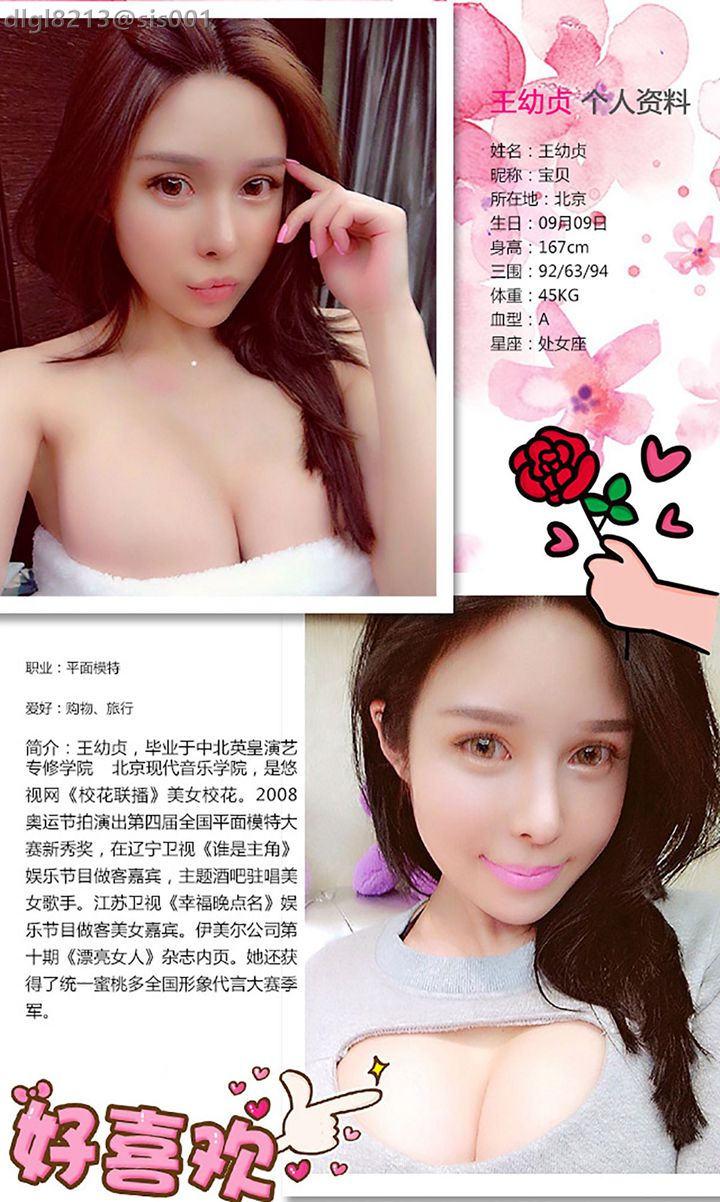 dlgl8213@sis001
王幼贞 个人资料
姓名：王幼贞
昵称：宝贝
所在地：北京
生日：09月09日
身高：167cm
三围：92/63/94
体重：45KG
血型：A
星座：处女座
职业：平面模特
爱好：购物、旅行
简介：王幼贞，毕业于中北英皇演艺
专修学院 北京现代音乐学院，是悠
视网《校花联播》美女校花。2008
奥运节拍演出第四届全国平面模特大
赛新秀奖，在辽宁卫视《谁是主角》
娱乐节目做客嘉宾，主题酒吧驻唱美
女歌手。江苏卫视《幸福晚点名》娱
乐节目做客美女嘉宾。伊美尔公司第
十期《漂亮女人》杂志内页。她还获
得了统一蜜桃多全国形象代言大赛季
军。
好喜欢